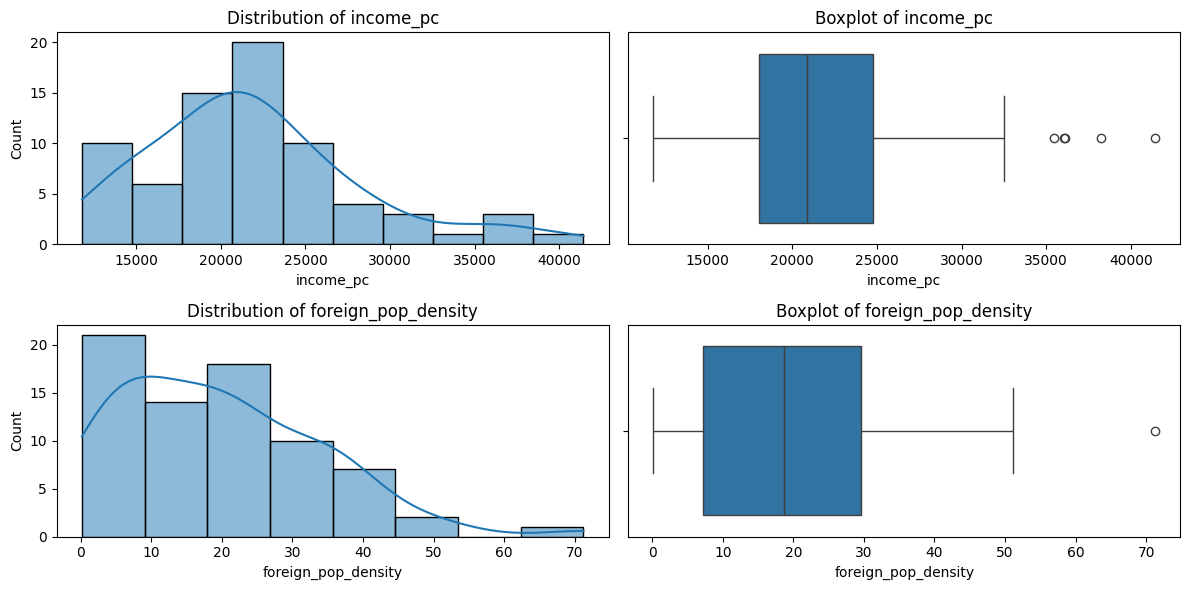 Distribution of income_pc
Boxplot of income_pc
20
15
10
5
0
Count
15000 20000 25000 30000 35000 40000
income_pc
15000 20000 25000 30000 35000 40000
income_pc
Distribution of foreign_pop_density
Boxplot of foreign_pop_density
20
15
10
5
0
Count
0 10 20 30 40 50 60 70
foreign_pop_density
0 10 20 30 40 50 60 70
foreign_pop_density